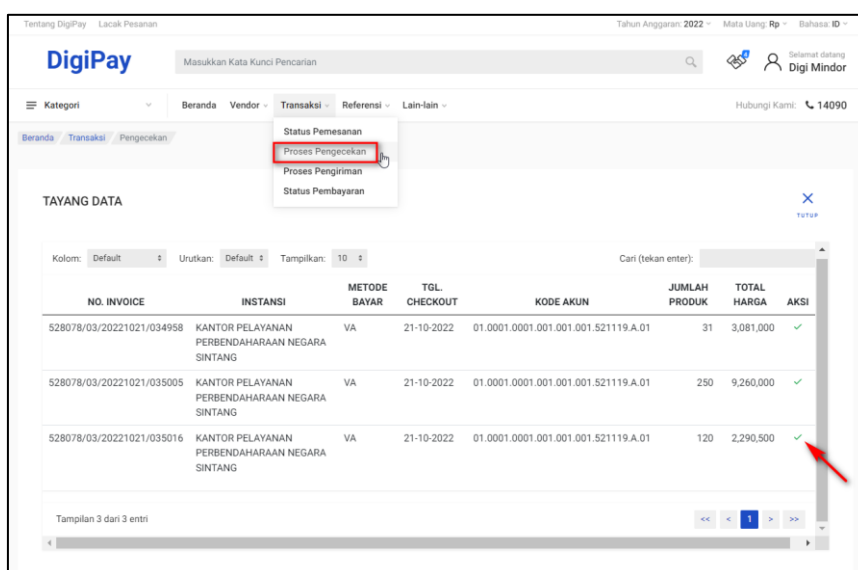 Tentang DigiPay Lacak Pesanan Tahun Anggaran: 2022 Mata Uang: Rp Bahasa: ID
DigiPay Masukkan Kata Kunci Pencarian 4 Selamat datang
Digi Mindor
Kategori Beranda Vendor Transaksi Referensi Lain-lain Hubungi Kami: 14090
Beranda / Transaksi / Pengecekan
Status Pemesanan
Proses Pengecekan
Proses Pengiriman
Status Pembayaran
TAYANG DATA
TUTUP
Kolom: Default Urutkan: Default Tampilkan: 10 Cari (tekan enter):
NO. INVOICE INSTANSI METODE BAYAR TGL. CHECKOUT KODE AKUN JUMLAH PRODUK TOTAL HARGA AKSI
528078/03/20221021/034958 KANTOR PELAYANAN VA 21-10-2022 01.0001.0001.001.001.001.521119.A.01 31 3,081,000
PERBENDAHARAAN NEGARA
SINTANG
528078/03/20221021/035005 KANTOR PELAYANAN VA 21-10-2022 01.0001.0001.001.001.001.521119.A.01 250 9,260,000
PERBENDAHARAAN NEGARA
SINTANG
528078/03/20221021/035016 KANTOR PELAYANAN VA 21-10-2022 01.0001.0001.001.001.001.521119.A.01 120 2,290,500
PERBENDAHARAAN NEGARA
SINTANG
Tampilan 3 dari 3 entri << < 1 > >>